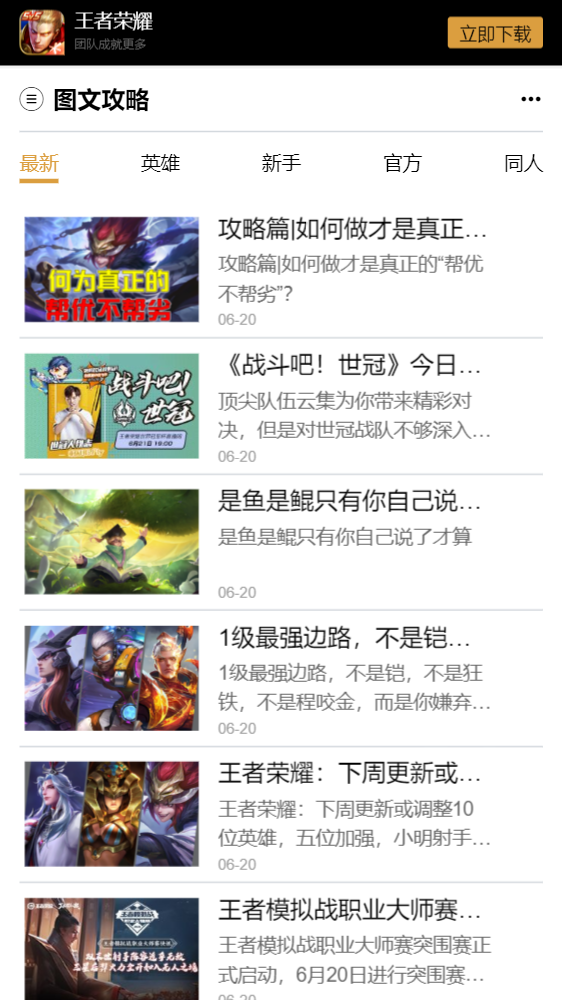 王者荣耀
团队成就更多
立即下载
图文攻略
最新
英雄
新手
官方
同人
何为真正的
帮优不帮劣
攻略篇|如何做才是真正…
攻略篇|如何做才是真正的“帮优
不帮劣”？
06-20
战斗吧!
世冠
世冠人物志
6月21日 19:00
《战斗吧！世冠》今日…
顶尖队伍云集为你带来精彩对
决，但是对世冠战队不够深入…
06-20
是鱼是鲲只有你自己说…
是鱼是鲲只有你自己说了才算
06-20
1级最强边路，不是铠…
1级最强边路，不是铠，不是狂
铁，不是程咬金，而是你嫌弃…
06-20
王者荣耀：下周更新或…
王者荣耀：下周更新或调整10
位英雄，五位加强，小明射手…
06-20
王者模拟战职业大师赛…
王者模拟战职业大师赛突围赛正
式启动，6月20日进行突围赛…
06-20